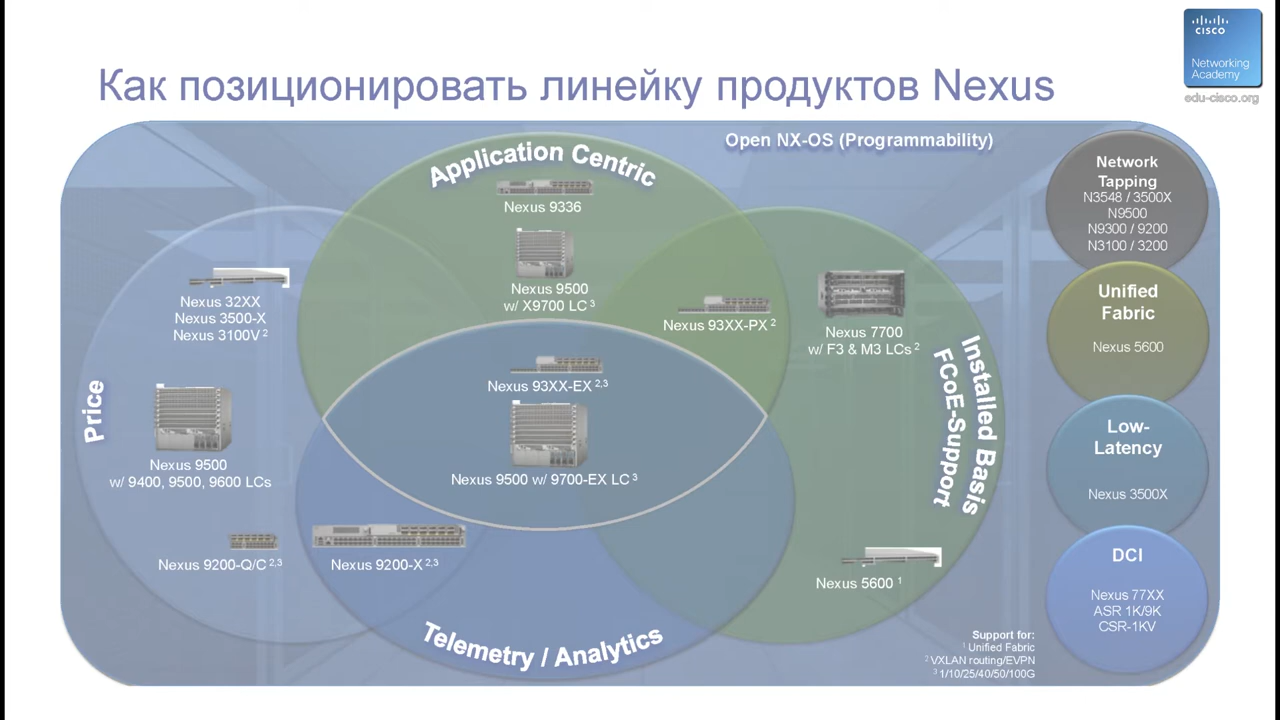 CISCO
Networking
Academy
edu-cisco.org
Как позиционировать линейку продуктов Nexus
Open NX-OS (Programmability)
Application Centric
Nexus 9336
Nexus 9500
w/ X9700 LC 3
Nexus 93XX-PX 2
Nexus 32XX
Nexus 3500-X
Nexus 3100V 2
Price
Nexus 9500
w/ 9400, 9500, 9600 LCs
Nexus 9200-Q/C 2,3
Nexus 93XX-EX 2,3
Nexus 9500 w/ 9700-EX LC 3
Nexus 9200-X 2,3
Telemetry / Analytics
Nexus 7700
w/ F3 & M3 LCs 2
Installed Basis
FCoE-Support
Nexus 5600 1
Support for:
1 Unified Fabric
2 VXLAN routing/EVPN
3 1/10/25/40/50/100G
Network
Tapping
N3548 / 3500X
N9500
N9300 / 9200
N3100 / 3200
Unified
Fabric
Nexus 5600
Low-
Latency
Nexus 3500X
DCI
Nexus 77XX
ASR 1K/9K
CSR-1KV